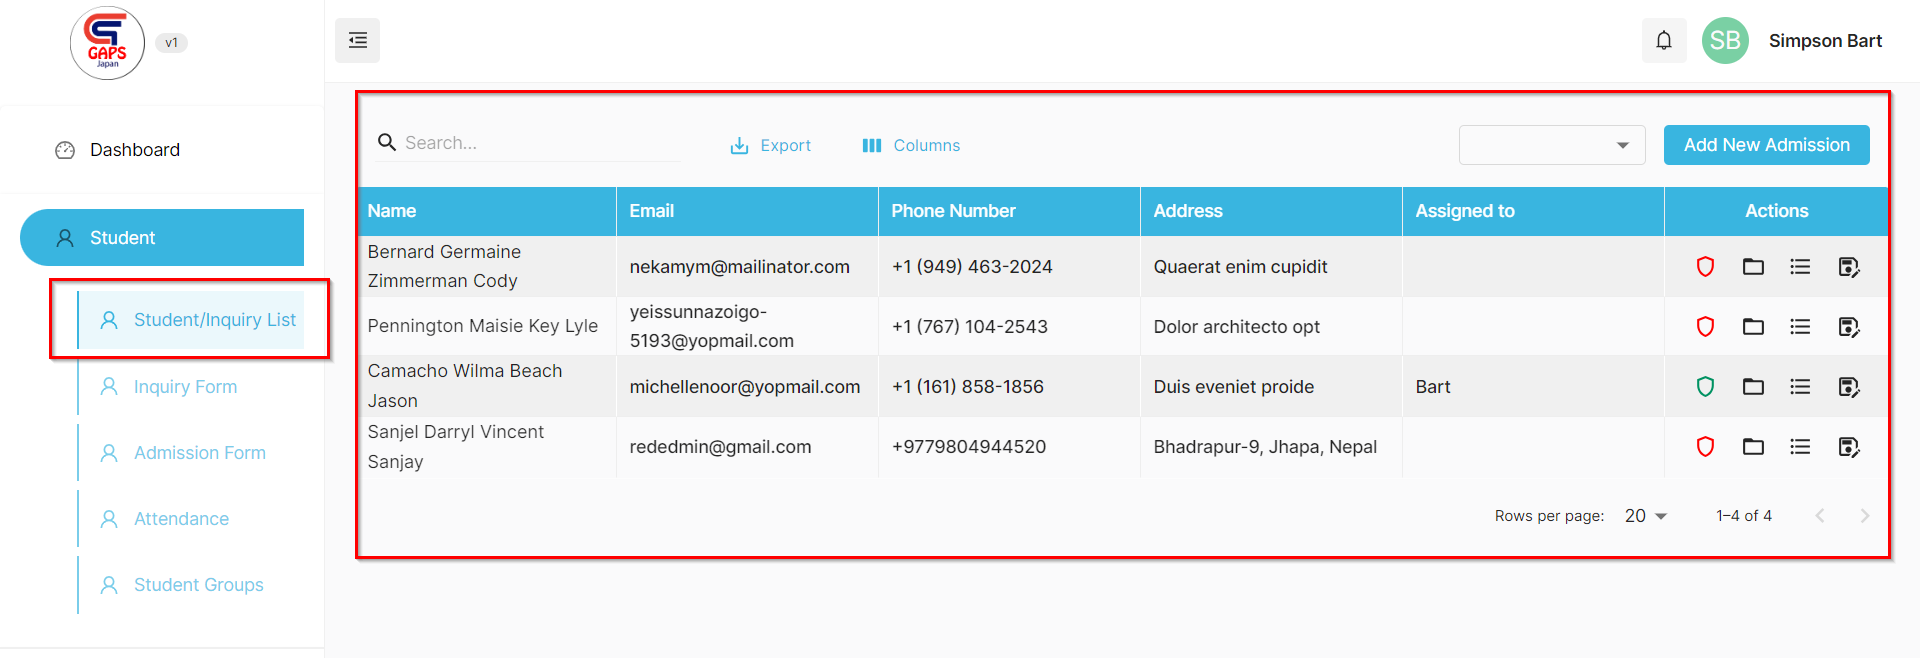 GAPS
Japan
v1
SB
Simpson Bart
Dashboard
Student
Student/Inquiry List
Inquiry Form
Admission Form
Attendance
Student Groups
Search...
Export
Columns
Add New Admission
Name Email Phone Number Address Assigned to Actions
Bernard Germaine
Zimmerman Cody
nekamym@mailinator.com
+1 (949) 463-2024
Quaerat enim cupidit
Pennington Maisie Key Lyle
yeissunnazoigo-
5193@yopmail.com
+1 (767) 104-2543
Dolor architecto opt
Camacho Wilma Beach
Jason
michellenoor@yopmail.com
+1 (161) 858-1856
Duis eveniet proide
Bart
Sanjel Darryl Vincent
Sanjay
rededmin@gmail.com
+9779804944520
Bhadrapur-9, Jhapa, Nepal
Rows per page: 20 1–4 of 4